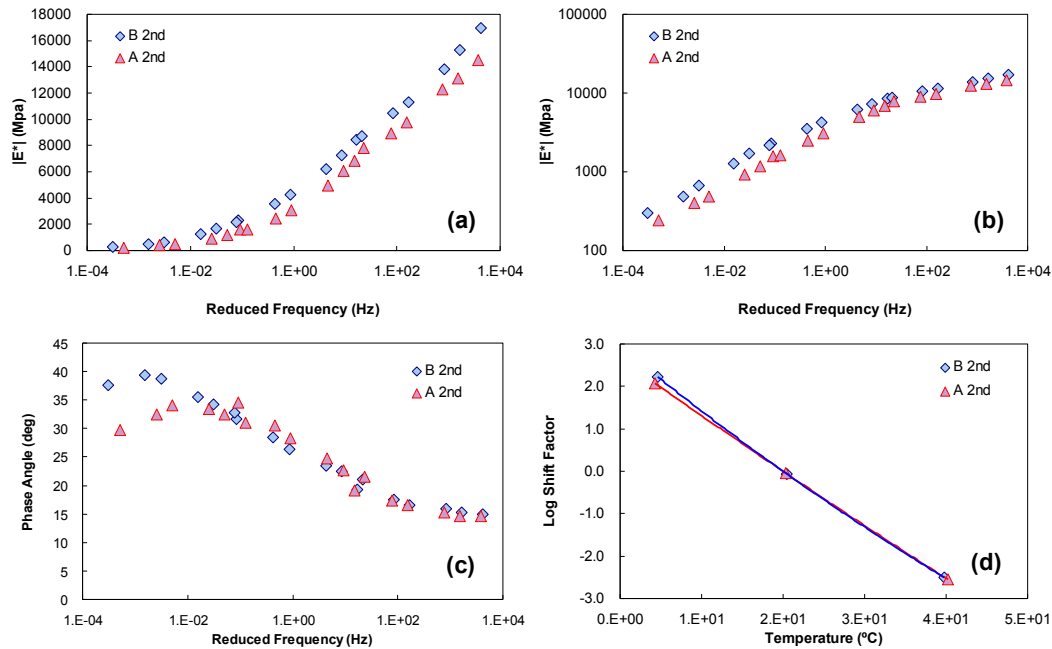 18000
16000
14000
12000
10000
8000
6000
4000
2000
0
|E*| (Mpa)
B 2nd
A 2nd
(a)
1.E-04 1.E-02 1.E+00 1.E+02 1.E+04
Reduced Frequency (Hz)
100000
10000
1000
100
|E*| (Mpa)
B 2nd
A 2nd
(b)
1.E-04 1.E-02 1.E+00 1.E+02 1.E+04
Reduced Frequency (Hz)
45
40
35
30
25
20
15
10
5
0
Phase Angle (deg)
B 2nd
A 2nd
(c)
1.E-04 1.E-02 1.E+00 1.E+02 1.E+04
Reduced Frequency (Hz)
3.0
2.0
1.0
0.0
-1.0
-2.0
-3.0
Log Shift Factor
B 2nd
A 2nd
(d)
0.E+00 1.E+01 2.E+01 3.E+01 4.E+01 5.E+01
Temperature (ºC)